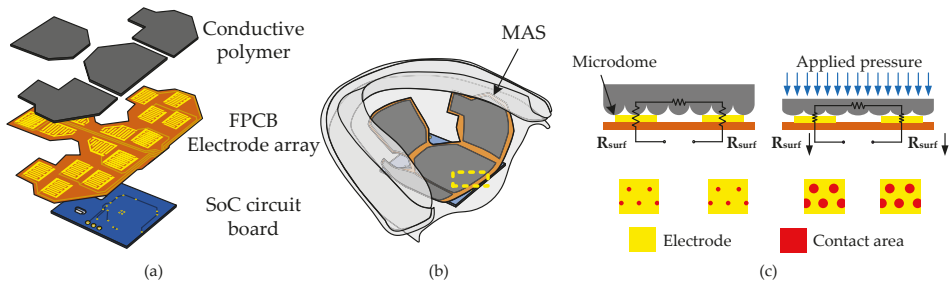 Conductive
polymer
FPCB
Electrode array
SoC circuit
board
(a)
MAS
(b)
Microdome
Applied pressure
Rsurf
Rsurf
Rsurf
Rsurf
Electrode
Contact area
(c)